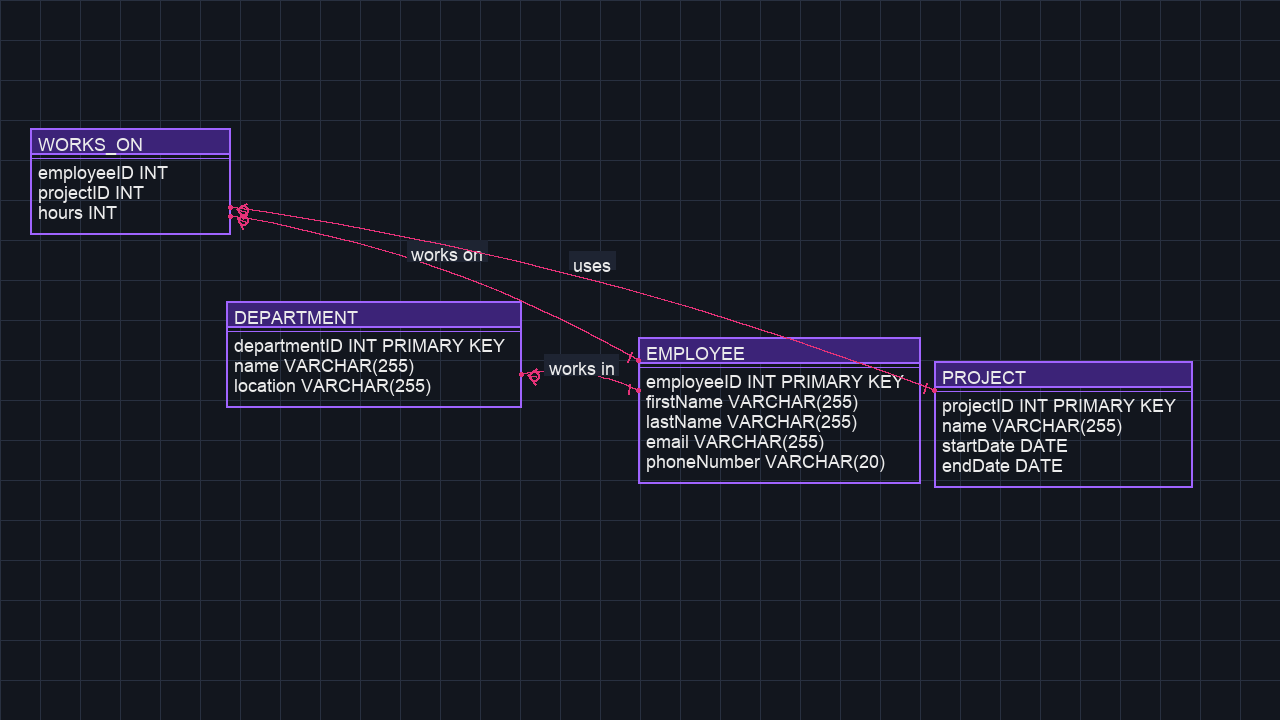 WORKS_ON
employeeID INT
projectID INT
hours INT
works on
uses
DEPARTMENT
departmentID INT PRIMARY KEY
name VARCHAR(255)
location VARCHAR(255)
works in
EMPLOYEE
employeeID INT PRIMARY KEY
firstName VARCHAR(255)
lastName VARCHAR(255)
email VARCHAR(255)
phoneNumber VARCHAR(20)
PROJECT
projectID INT PRIMARY KEY
name VARCHAR(255)
startDate DATE
endDate DATE